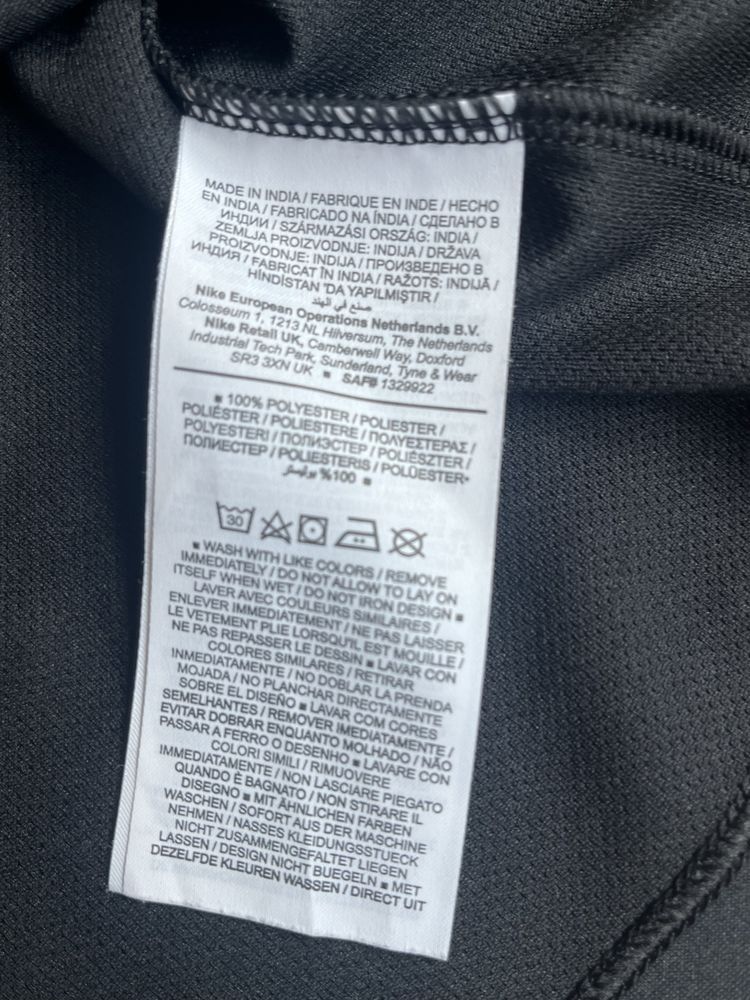 MADE IN INDIA / FABRIQUE EN INDE / HECHO
EN INDIA / FABRICADO NA ÍNDIA / СДЕЛАНО В
ИНДИИ / SZÁRMAZÁSI ORSZÁG: INDIA /
ZEMLJA PROIZVODNJE: INDIJA / DRŽAVA
PROIZVODNJE: INDIJA / ПРОИЗВЕДЕНО В
ИНДИЯ / FABRICAT ÎN INDIA / RAŽOTS: INDIJĀ /
HİNDİSTAN 'DA YAPILMIŞTIR /
صنع في الهند
Nike European Operations Netherlands B.V.
Colosseum 1, 1213 NL Hilversum, The Netherlands
Nike Retail UK, Camberwell Way, Doxford
Industrial Tech Park, Sunderland, Tyne & Wear
SR3 3XN UK ■ SAF# 1329922
■ 100% POLYESTER / POLIESTER /
POLIÉSTER / POLIESTERE / ΠΟΛΥΕΣΤΕΡΑΣ /
POLYESTERI / ПОЛИЭСТЕР / POLIÉSZTER /
ПОЛИЕСТЕР / POLIESTERIS / POLÜESTER*
100% بوليستر ■
30
■ WASH WITH LIKE COLORS / REMOVE
IMMEDIATELY / DO NOT ALLOW TO LAY ON
ITSELF WHEN WET / DO NOT IRON DESIGN ■
LAVER AVEC COULEURS SIMILAIRES /
ENLEVER IMMEDIATEMENT / NE PAS LAISSER
LE VETEMENT PLIE LORSQU'IL EST MOUILLE /
NE PAS REPASSER LE DESSIN ■ LAVAR CON
COLORES SIMILARES / RETIRAR
INMEDIATAMENTE / NO DOBLAR LA PRENDA
MOJADA / NO PLANCHAR DIRECTAMENTE
SOBRE EL DISEÑO ■ LAVAR COM CORES
SEMELHANTES / REMOVER IMEDIATAMENTE /
EVITAR DOBRAR ENQUANTO MOLHADO / NÃO
PASSAR A FERRO O DESENHO ■ LAVARE CON
COLORI SIMILI / RIMUOVERE
IMMEDIATAMENTE / NON LASCIARE PIEGATO
QUANDO È BAGNATO / NON STIRARE IL
DISEGNO ■ MIT ÄHNLICHEN FARBEN
WASCHEN / SOFORT AUS DER MASCHINE
NEHMEN / NASSES KLEIDUNGSSTUECK
NICHT ZUSAMMENGEFALTET LIEGEN
LASSEN / DESIGN NICHT BUEGELN ■ MET
DEZELFDE KLEUREN WASSEN / DIRECT UIT